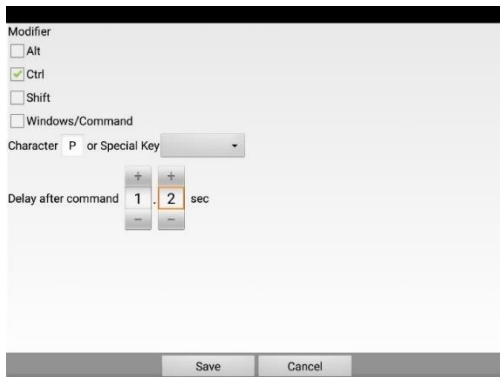 Modifier
Alt
Ctrl
Shift
Windows/Command
Character P or Special Key
+ +
Delay after command 1 . 2 sec
− −
Save Cancel